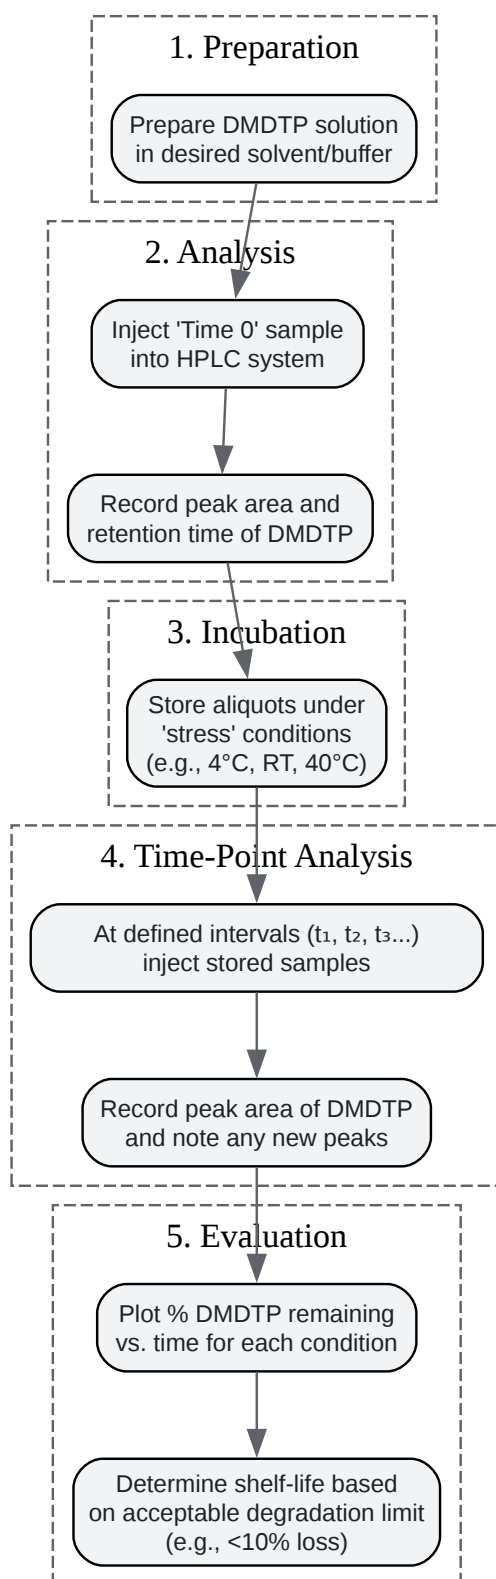 1. Preparation
Prepare DMDTP solution
in desired solvent/buffer
2. Analysis
Inject 'Time 0' sample
into HPLC system
Record peak area and
retention time of DMDTP
3. Incubation
Store aliquots under
'stress' conditions
(e.g., 4°C, RT, 40°C)
4. Time-Point Analysis
At defined intervals (t₁, t₂, t₃...)
inject stored samples
Record peak area of DMDTP
and note any new peaks
5. Evaluation
Plot % DMDTP remaining
vs. time for each condition
Determine shelf-life based
on acceptable degradation limit
(e.g., <10% loss)